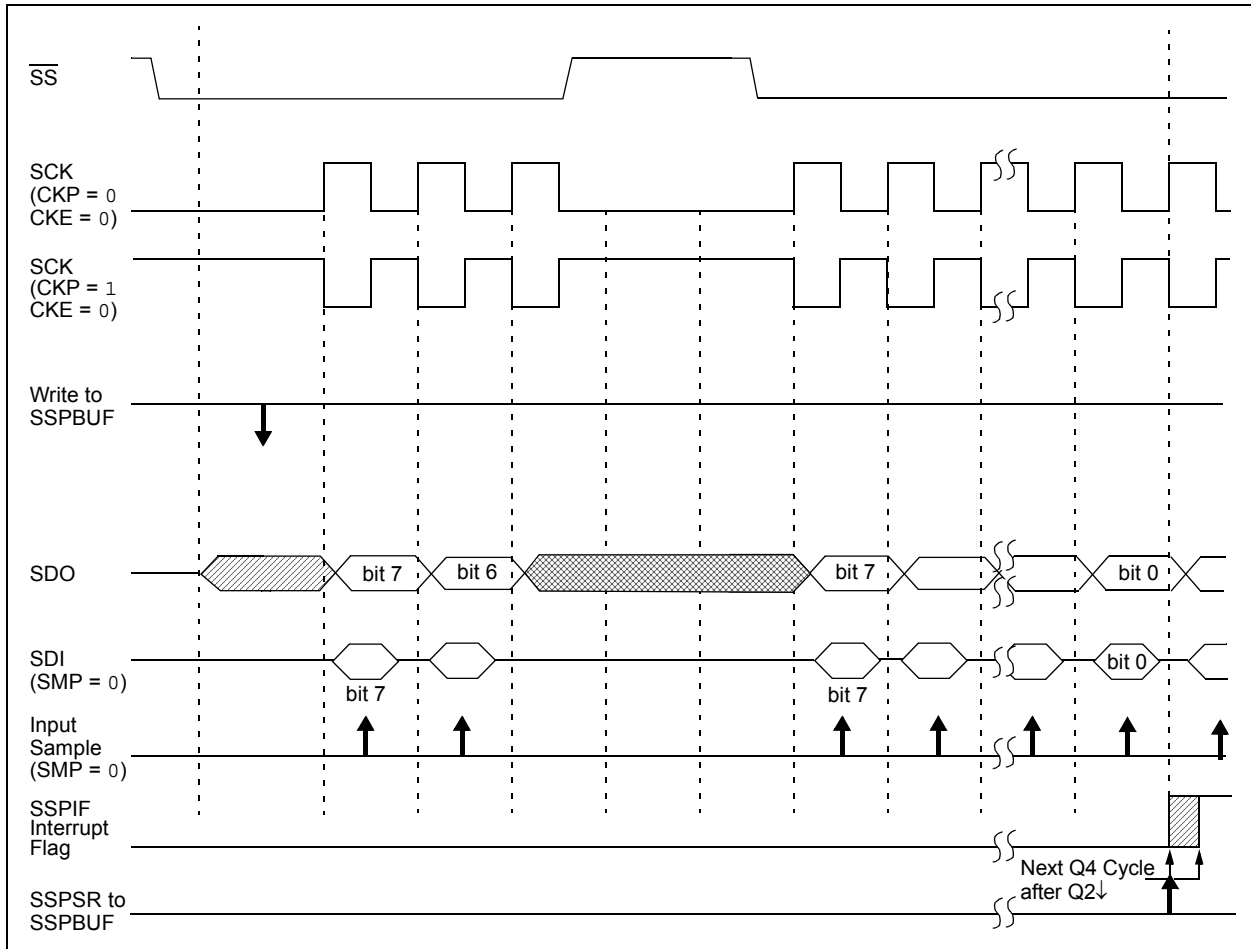 SS
SCK
(CKP = 0
CKE = 0)
SCK
(CKP = 1
CKE = 0)
Write to
SSPBUF
SDO
bit 7
bit 6
bit 7
bit 0
SDI
(SMP = 0)
bit 7
bit 7
bit 0
Input
Sample
(SMP = 0)
SSPIF
Interrupt
Flag
Next Q4 Cycle
after Q2↓
SSPSR to
SSPBUF